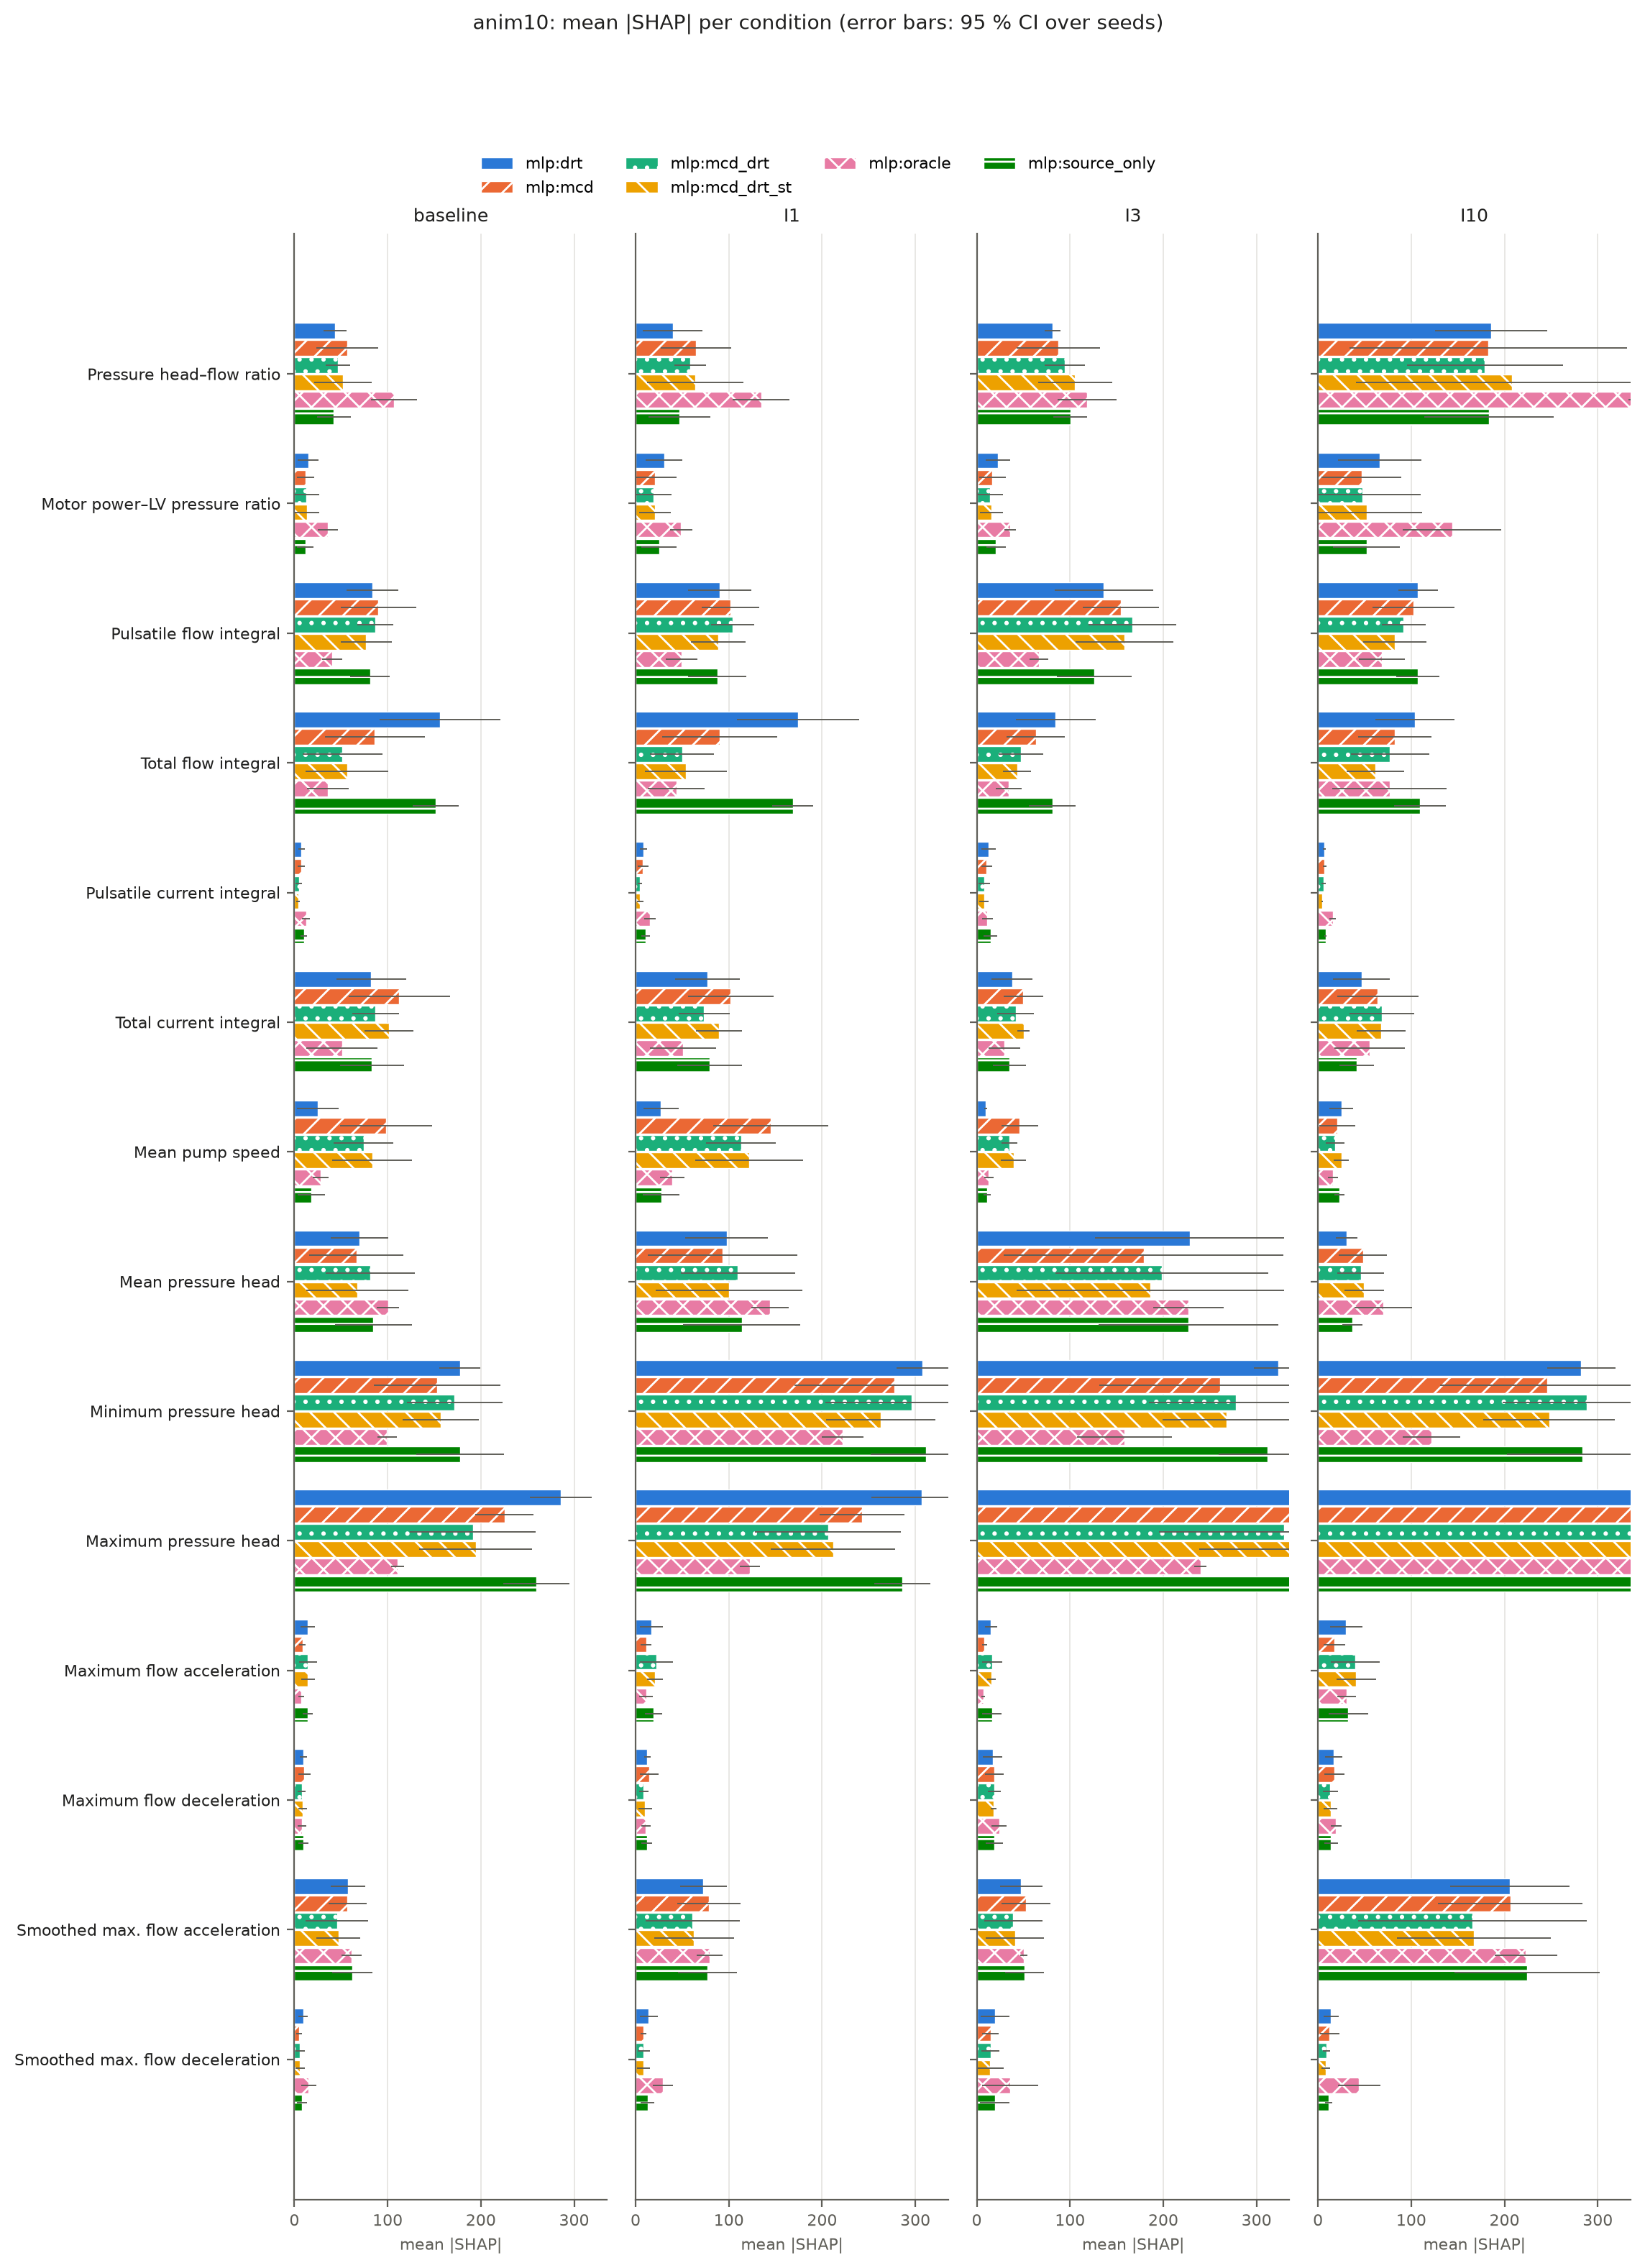 anim10: mean |SHAP| per condition (error bars: 95 % CI over seeds)
mlp:drt mlp:mcd_drt mlp:oracle mlp:source_only
mlp:mcd mlp:mcd_drt_st
baseline I1 I3 I10
Pressure head–flow ratio
Motor power–LV pressure ratio
Pulsatile flow integral
Total flow integral
Pulsatile current integral
Total current integral
Mean pump speed
Mean pressure head
Minimum pressure head
Maximum pressure head
Maximum flow acceleration
Maximum flow deceleration
Smoothed max. flow acceleration
Smoothed max. flow deceleration
0 100 200 300 0 100 200 300 0 100 200 300 0 100 200 300
mean |SHAP| mean |SHAP| mean |SHAP| mean |SHAP|